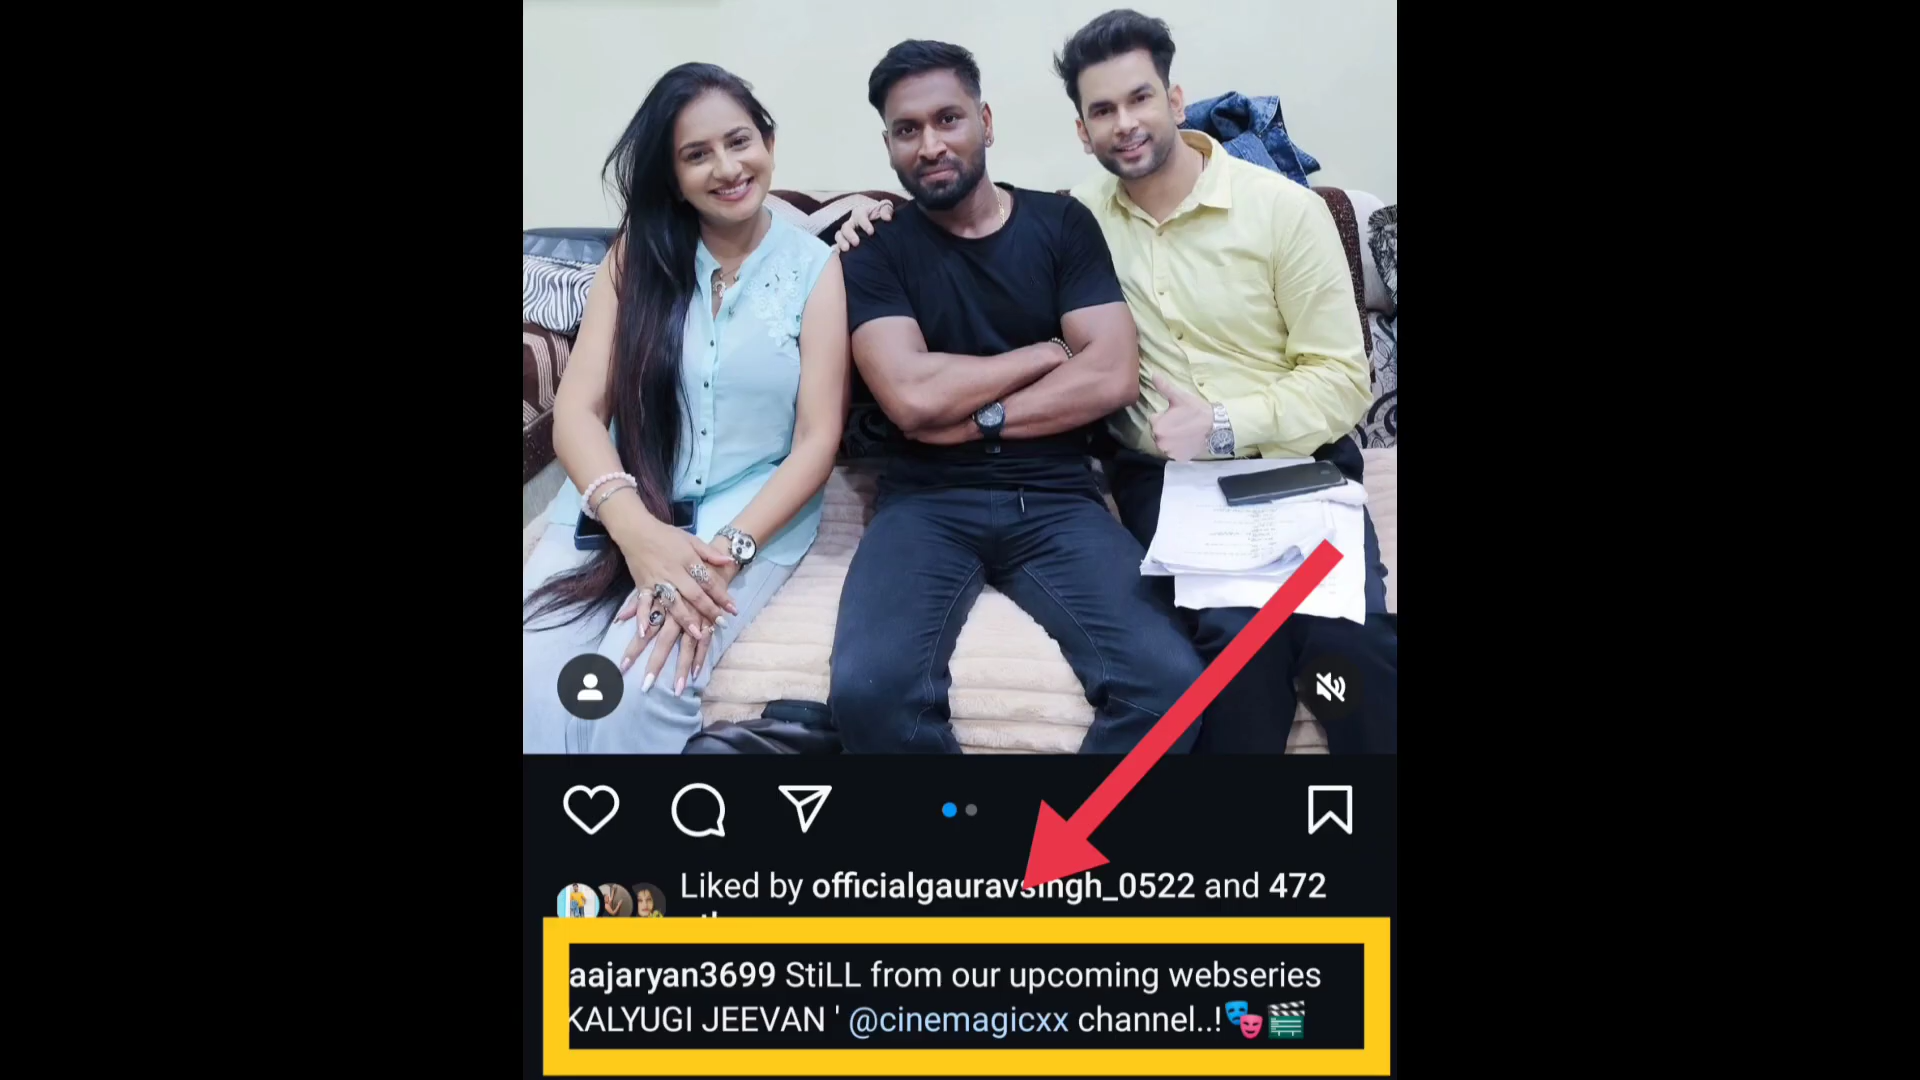 Liked by officialgauravsingh_0522 and 472
aajaryan3699 StiLL from our upcoming webseries
KALYUGI JEEVAN ' @cinemagicxx channel..!🎭🎬